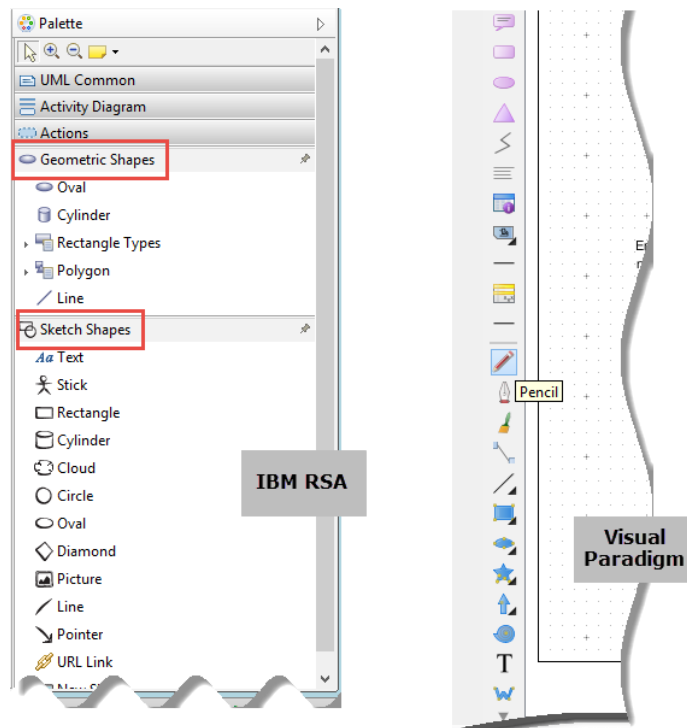 Palette
UML Common
Activity Diagram
Actions
Geometric Shapes
Oval
Cylinder
Rectangle Types
Polygon
Line
Sketch Shapes
Aa Text
Stick
Rectangle
Cylinder
Cloud
Circle
Oval
Diamond
Picture
Line
Pointer
URL Link
IBM RSA
Pencil
T
Visual
Paradigm